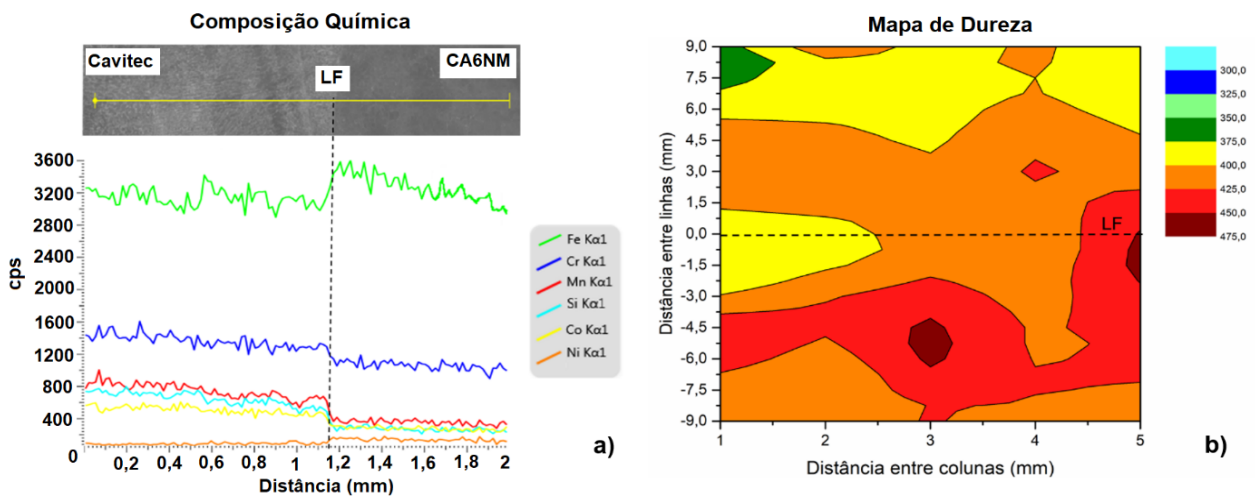 Composição Química
Cavitec
LF
CA6NM
3600
3200
2800
2400
2000
1600
1200
800
400
0
cps
0
0,2
0,4
0,6
0,8
1
1,2
1,4
1,6
1,8
2
Distância (mm)
Fe Kα1
Cr Kα1
Mn Kα1
Si Kα1
Co Kα1
Ni Kα1
a)
Mapa de Dureza
9,0
7,5
6,0
4,5
3,0
1,5
0,0
-1,5
-3,0
-4,5
-6,0
-7,5
-9,0
Distância entre linhas (mm)
LF
1
2
3
4
5
Distância entre colunas (mm)
300,0
325,0
350,0
375,0
400,0
425,0
450,0
475,0
b)